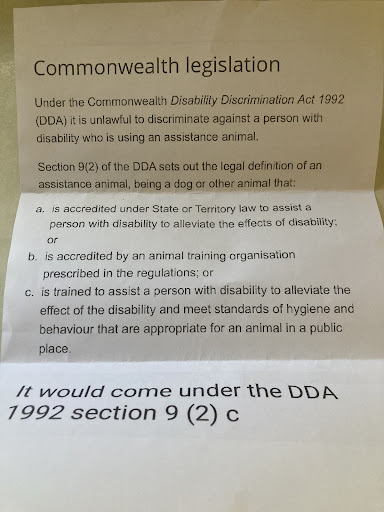 Commonwealth legislation
Under the Commonwealth Disability Discrimination Act 1992
(DDA) it is unlawful to discriminate against a person with
disability who is using an assistance animal.
Section 9(2) of the DDA sets out the legal definition of an
assistance animal, being a dog or other animal that:
a. is accredited under State or Territory law to assist a
person with disability to alleviate the effects of disability;
or
b. is accredited by an animal training organisation
prescribed in the regulations; or
c. is trained to assist a person with disability to alleviate the
effect of the disability and meet standards of hygiene and
behaviour that are appropriate for an animal in a public
place.
It would come under the DDA
1992 section 9 (2) c